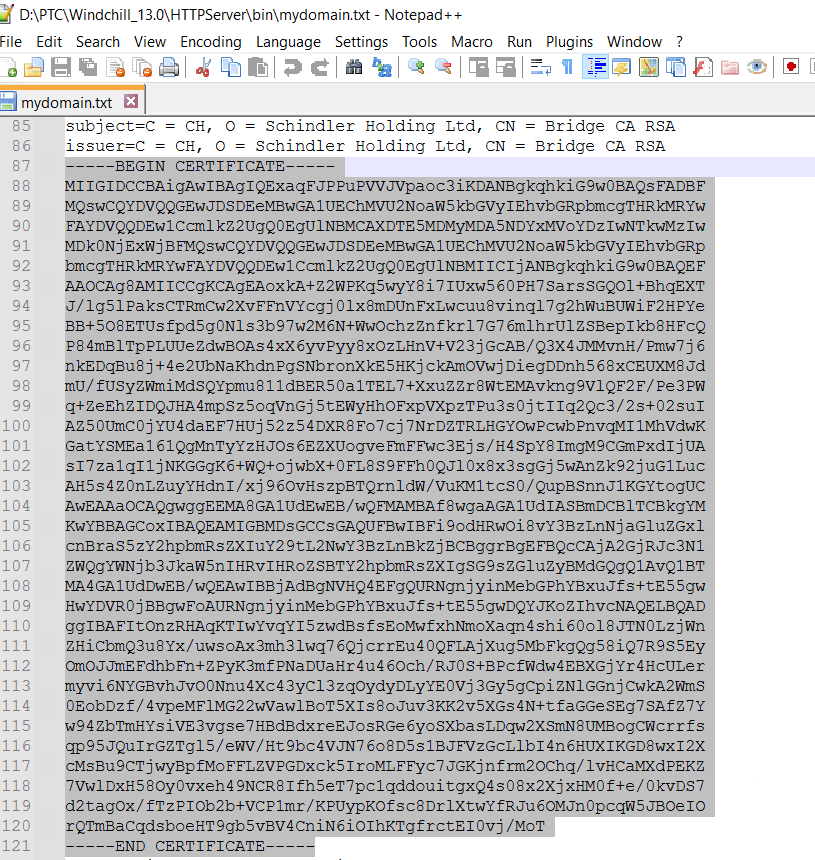 D:\PTC\Windchill_13.0\HTTPServer\bin\mydomain.txt - Notepad++
File Edit Search View Encoding Language Settings Tools Macro Run Plugins Window ?
mydomain.txt
85 subject=C = CH, O = Schindler Holding Ltd, CN = Bridge CA RSA
86 issuer=C = CH, O = Schindler Holding Ltd, CN = Bridge CA RSA
87 -----BEGIN CERTIFICATE-----
88 MIIGIDCCBAigAwIBAgIQExaqFJPPuPVVJVpaoc3iKDANBgkqhkiG9w0BAQsFADBF
89 MQswCQYDVQQGEwJDSDEeMBwGA1UEChMVU2NoaW5kbGVyIEhvbGRpbmcgTHRkMRYw
90 FAYDVQQDEw1Ccm1kZ2UgQ0EgUlNBMCAXDTE5MDMyMDA5NDYxMVoYDzIwNTkwMzIw
91 MDk0NjExWjBFMQswCQYDVQQGEwJDSDEeMBwGA1UEChMVU2NoaW5kbGVyIEhvbGRp
92 bmcgTHRkMRYwFAYDVQQDEw1Ccm1kZ2UgQ0EgUlNBMIICIjANBgkqhkiG9w0BAQEF
93 AAOCAg8AMIICCgKCAgEAoxkA+Z2WPKq5wyY8i7IUxw560PH7SarsSGQOl+BhqEXT
94 J/lg5lPaksCTRmCw2XvFFnVYcgj0lx8mDUnFxLwcuu8vinql7g2hWuBUWiF2HPYe
95 BB+5O8ETUsfpd5g0Nls3b97w2M6N+WwOchzZnfkrl7G76mlhrUlZSBepIkb8HFcQ
96 P84mBlTpPLUUeZdwBOAs4xX6yvPyy8xOzLHnV+V23jGcAB/Q3X4JMMvnH/Pmw7j6
97 nkEDqBu8j+4e2UbNaKhdnPgSNbronXkE5HKjckAmOVwjDiegDDnh568xCEUXM8Jd
98 mU/fUSyZWmiMdSQYpmu811dBER50a1TEL7+XxuZZr8WtEMAvkng9VlQF2F/Pe3PW
99 q+ZeEhZIDQJHA4mpSz5oqVnGj5tEWyHhOFxpVXpzTPu3s0jtIIq2Qc3/2s+02suI
100 AZ50UmC0jYU4daEF7HUj52z54DXR8Fo7cj7NrDZTRLHGYOwPcwbPnvqMI1MhVdwK
101 GatYSMEa161QgMnTyYzHJOs6EZXUogveFmFFwc3Ejs/H4SpY8ImgM9CGmPxdIjUA
102 sI7za1qI1jNKGGgK6+WQ+ojwbX+0FL8S9FFh0QJl0x8x3sgGj5wAnZk92juG1Luc
103 AH5s4Z0nLZuyYHdnI/xj96OvHszpBTQrnldW/VuKM1tcS0/QupBSnnJ1KGYtogUC
104 AwEAAaOCAQgwggEEMA8GA1UdEwEB/wQFMAMBAf8wgaAGA1UdIASBmDCBlTCBkgYM
105 KwYBBAGCoxIBAQEAMIGBMDsGCCsGAQUFBwIBFi9odHRwOi8vY3BzLnNjaGluZGxl
106 cnBraS5zY2hpbmRsZXIuY29tL2NwY3BzLnBkZjBCBggrBgEFBQcCAjA2GjRJc3N1
107 ZWQgYWNjb3JkaW5nIHRvIHRoZSBTY2hpbmRsZXIgSG9sZGluZyBMdGQgQ1AvQ1BT
108 MA4GA1UdDwEB/wQEAwIBBjAdBgNVHQ4EFgQURNgnjyinMebGPhYBxuJfs+tE55gw
109 HwYDVR0jBBgwFoAURNgnjyinMebGPhYBxuJfs+tE55gwDQYJKoZIhvcNAQELBQAD
110 ggIBAFItOnzRHAqKTIwYvqYI5zwdBsfsEoMwfxhNmoXaqn4shi60ol8JTN0LzjWn
111 ZHiCbmQ3u8Yx/uwsoAx3mh3lwq76QjcrrEu40QFLAjXug5MbFkgQg58iQ7R9S5Ey
112 OmOJJmEFdhbFn+ZPyK3mfPNaDUaHr4u46Och/RJ0S+BPcfWdw4EBXGjYr4HcULer
113 myvi6NYGBvhJvO0Nnu4Xc43yCl3zqOydyDLyYE0Vj3Gy5gCpiZNlGGnjCwkA2WmS
114 0EobDzf/4vpeMFlMG22wVawlBoT5XIs8oJuv3KK2v5XGs4N+tfaGGeSEg7SAfZ7Y
115 w94ZbTmHYsiVE3vgse7HBdBdxreEJosRGe6yoSXbasLDqw2XSmN8UMBogCWcrrfs
116 qp95JQuIrGZTgl5/eWV/Ht9bc4VJN76o8D5s1BJFVzGcLlbI4n6HUXIKGD8wxI2X
117 cMsBu9CTjwyBpfMoFFLZVPGDxck5IroMLFFyc7JGKjnfrm2OChq/lvHCaMXdPEKZ
118 7VwlDxH58Oy0vxeh49NCR8Ifh5eT7pc1qddouitgxQ4s08x2XjxHM0f+e/0kvDS7
119 d2tagOx/fTzPIOb2b+VCP1mr/KPUypKOfsc8DrlXtwYfRJu6OMJn0pcqW5JBOeIO
120 rQTmBaCqdsboeHT9gb5vBV4CniN6iOIhKTgfrctEI0vj/MoT
121 -----END CERTIFICATE-----